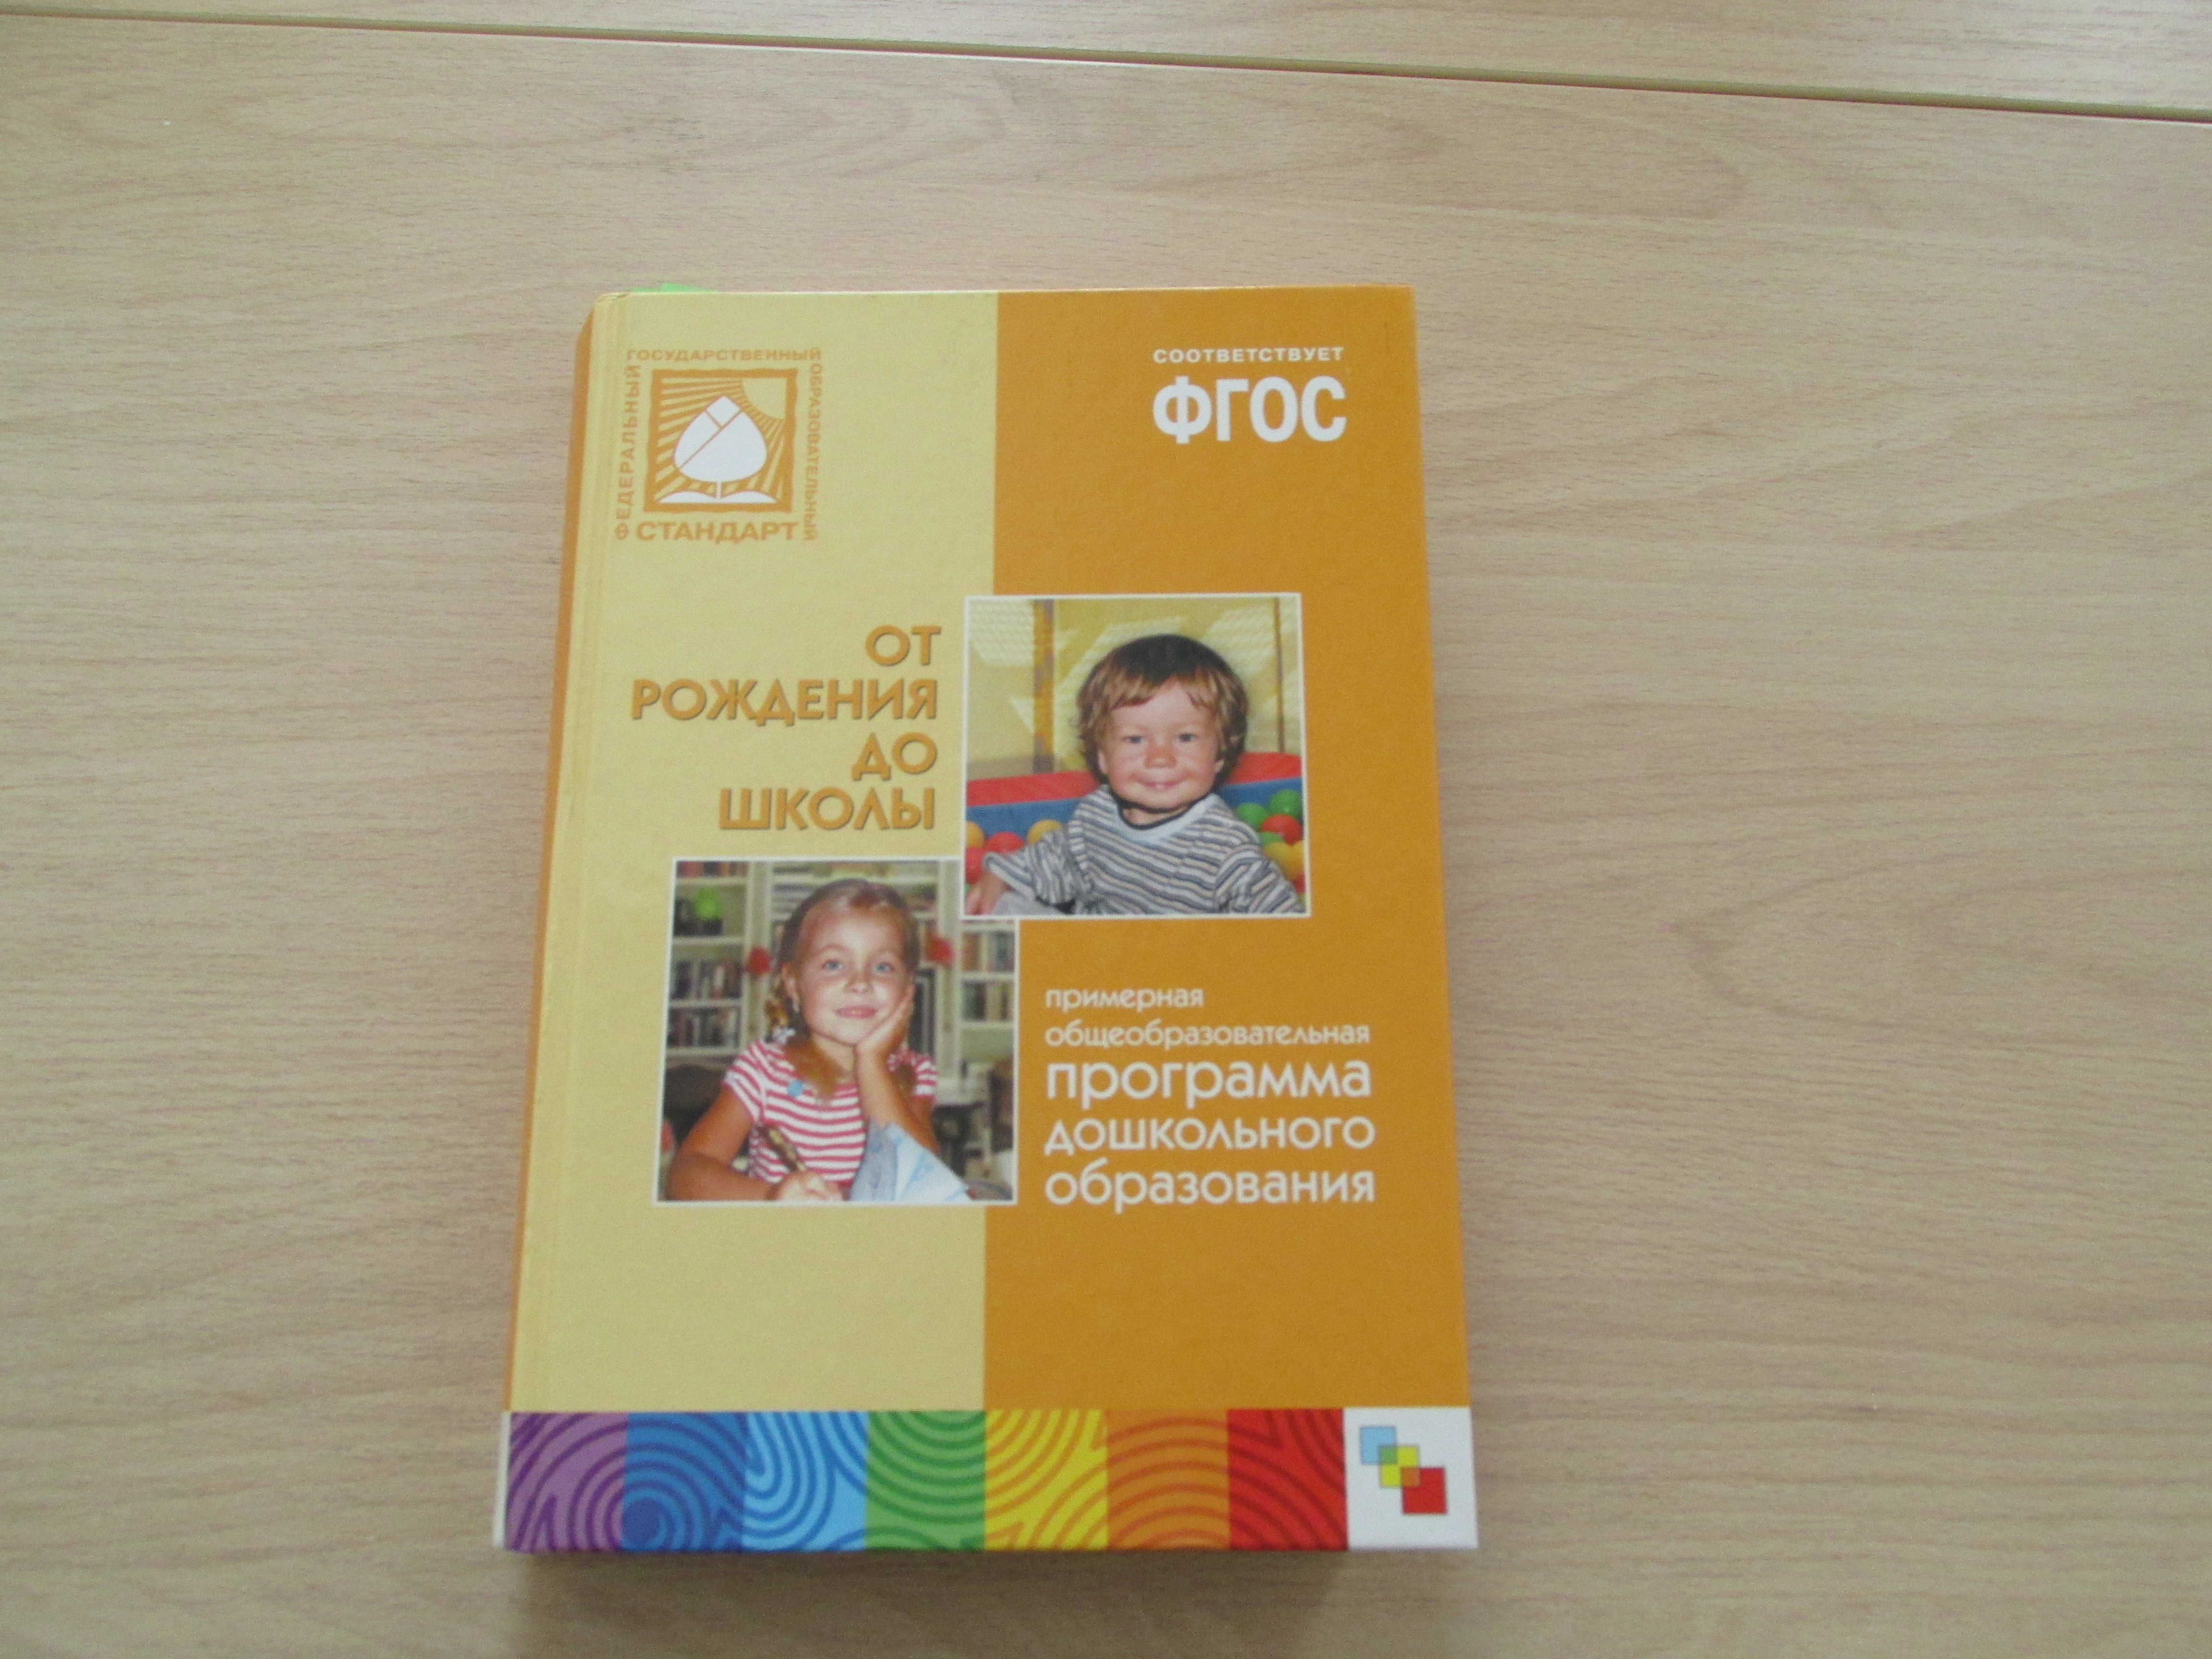 ГОСУДАРСТВЕННЫЙ
ФЕДЕРАЛЬНЫЙ
ОБРАЗОВАТЕЛЬНЫЙ
СТАНДАРТ
СООТВЕТСТВУЕТ
ФГОС
ОТ
РОЖДЕНИЯ
ДО
ШКОЛЫ
примерная
общеобразовательная
программа
дошкольного
образования